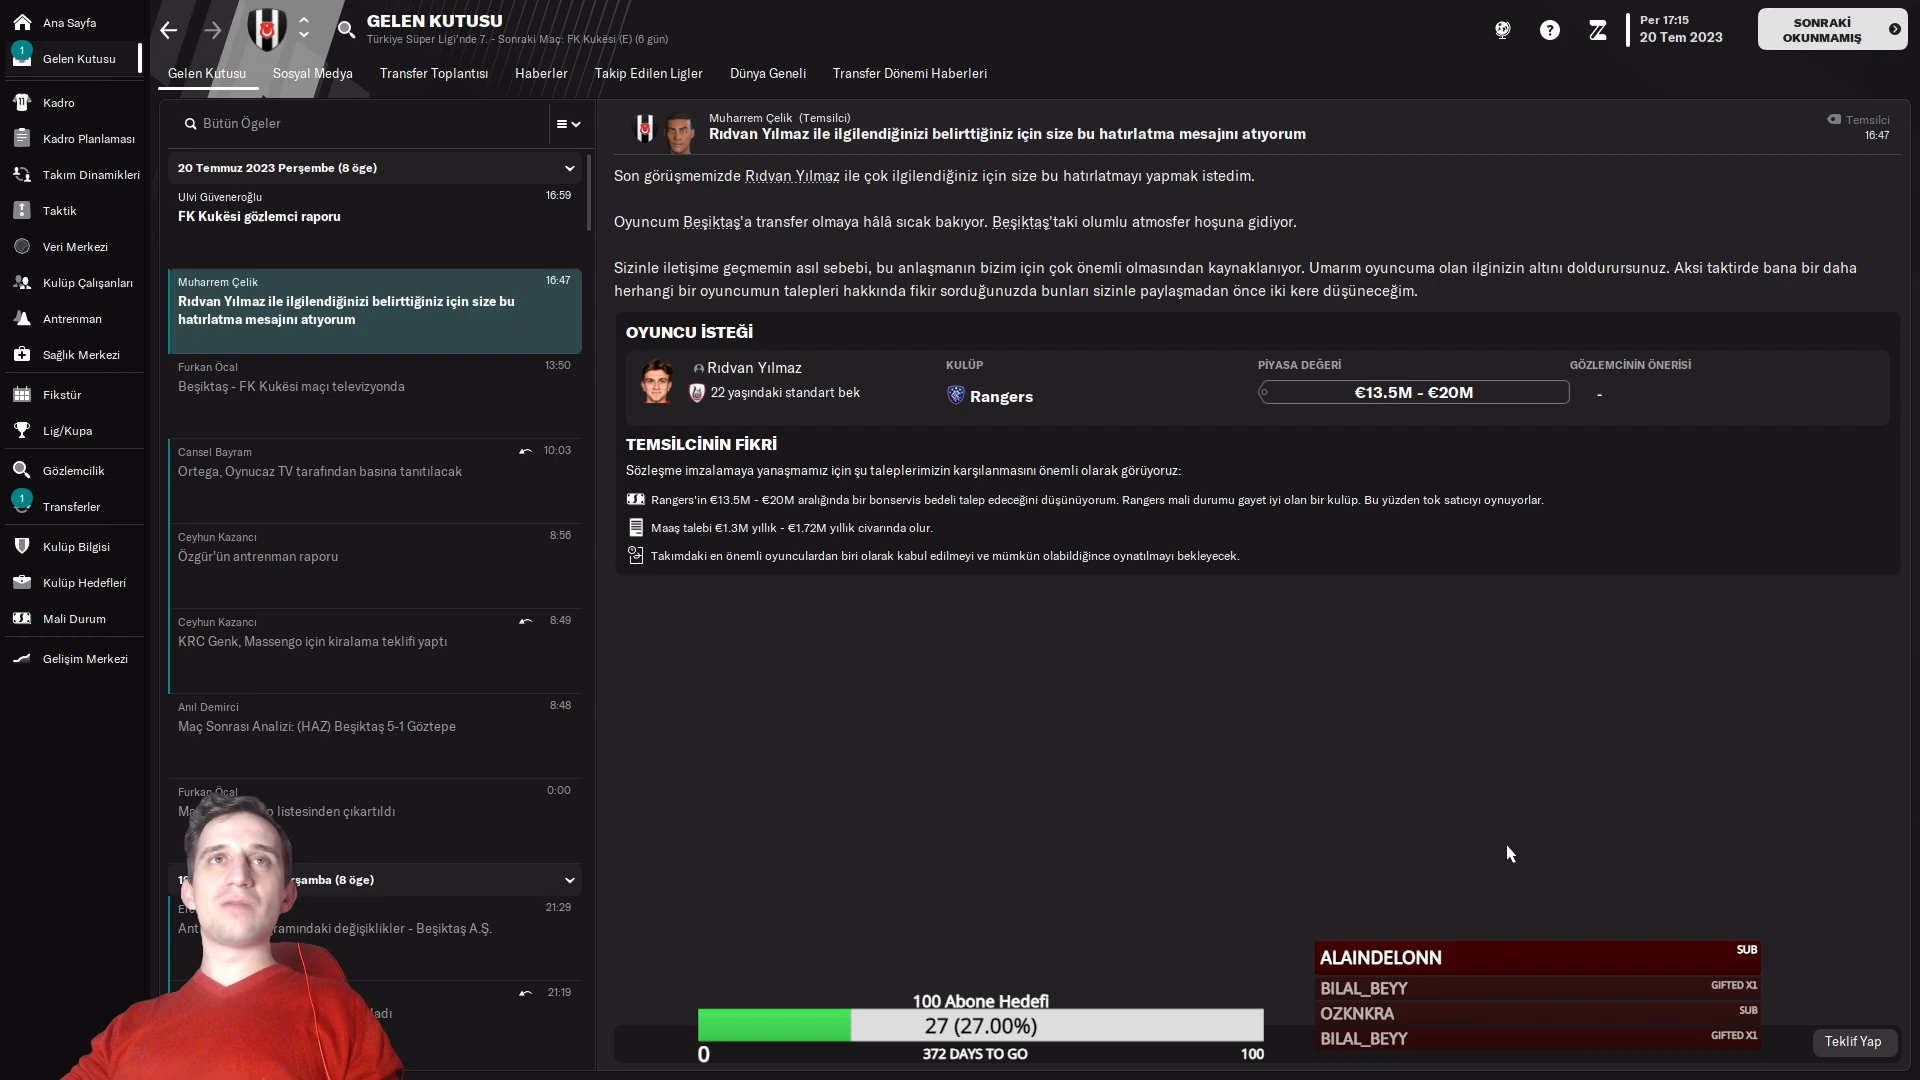 Ana Sayfa
1
Gelen Kutusu
Kadro
Kadro Planlaması
Takım Dinamikleri
Taktik
Veri Merkezi
Kulüp Çalışanları
Antrenman
Sağlık Merkezi
Fikstür
Lig/Kupa
Gözlemcilik
1
Transferler
Kulüp Bilgisi
Kulüp Hedefleri
Mali Durum
Gelişim Merkezi
GELEN KUTUSU
Türkiye Süper Ligi'nde 7. - Sonraki Maç: FK Kukësi (E) (6 gün)
Per 17:15
20 Tem 2023
SONRAKİ
OKUNMAMIŞ
Gelen Kutusu Sosyal Medya Transfer Toplantısı Haberler Takip Edilen Ligler Dünya Geneli Transfer Dönemi Haberleri
Bütün Ögeler
20 Temmuz 2023 Perşembe (8 öge)
Ulvi Güveneroğlu 16:59
FK Kukësi gözlemci raporu
Muharrem Çelik 16:47
Rıdvan Yılmaz ile ilgilendiğinizi belirttiğiniz için size bu
hatırlatma mesajını atıyorum
Furkan Öcal 13:50
Beşiktaş - FK Kukësi maçı televizyonda
Cansel Bayram 10:03
Ortega, Oynucaz TV tarafından basına tanıtılacak
Ceyhun Kazancı 8:56
Özgür'ün antrenman raporu
Ceyhun Kazancı 8:49
KRC Genk, Massengo için kiralama teklifi yaptı
Anıl Demirci 8:48
Maç Sonrası Analizi: (HAZ) Beşiktaş 5-1 Göztepe
Furkan Öcal 0:00
listesinden çıkartıldı
(8 öge)
21:29
değişiklikler - Beşiktaş A.Ş.
21:19
Muharrem Çelik (Temsilci)
Rıdvan Yılmaz ile ilgilendiğinizi belirttiğiniz için size bu hatırlatma mesajını atıyorum
Temsilci
16:47
Son görüşmemizde Rıdvan Yılmaz ile çok ilgilendiğiniz için size bu hatırlatmayı yapmak istedim.
Oyuncum Beşiktaş'a transfer olmaya hâlâ sıcak bakıyor. Beşiktaş'taki olumlu atmosfer hoşuna gidiyor.
Sizinle iletişime geçmemin asıl sebebi, bu anlaşmanın bizim için çok önemli olmasından kaynaklanıyor. Umarım oyuncuma olan ilginizin altını doldurursunuz. Aksi taktirde bana bir daha
herhangi bir oyuncumun talepleri hakkında fikir sorduğunuzda bunları sizinle paylaşmadan önce iki kere düşüneceğim.
OYUNCU İSTEĞİ
Rıdvan Yılmaz
22 yaşındaki standart bek
KULÜP
Rangers
PİYASA DEĞERİ
€13.5M - €20M
GÖZLEMCİNİN ÖNERİSİ
-
TEMSİLCİNİN FİKRİ
Sözleşme imzalamaya yanaşmamız için şu taleplerimizin karşılanmasını önemli olarak görüyoruz:
Rangers'in €13.5M - €20M aralığında bir bonservis bedeli talep edeceğini düşünüyorum. Rangers mali durumu gayet iyi olan bir kulüp. Bu yüzden tok satıcıyı oynuyorlar.
Maaş talebi €1.3M yıllık - €1.72M yıllık civarında olur.
Takımdaki en önemli oyunculardan biri olarak kabul edilmeyi ve mümkün olabildiğince oynatılmayı bekleyecek.
100 Abone Hedefi
27 (27.00%)
0 372 DAYS TO GO 100
ALAINDELONN SUB
BILAL_BEYY GIFTED X1
OZKNKRA SUB
BILAL_BEYY GIFTED X1
Teklif Yap